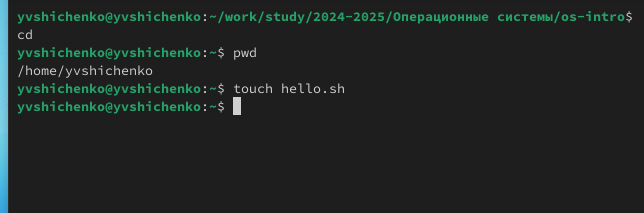 yvshichenko@yvshichenko:~/work/study/2024-2025/Операционные системы/os-intro$
cd
yvshichenko@yvshichenko:~$ pwd
/home/yvshichenko
yvshichenko@yvshichenko:~$ touch hello.sh
yvshichenko@yvshichenko:~$